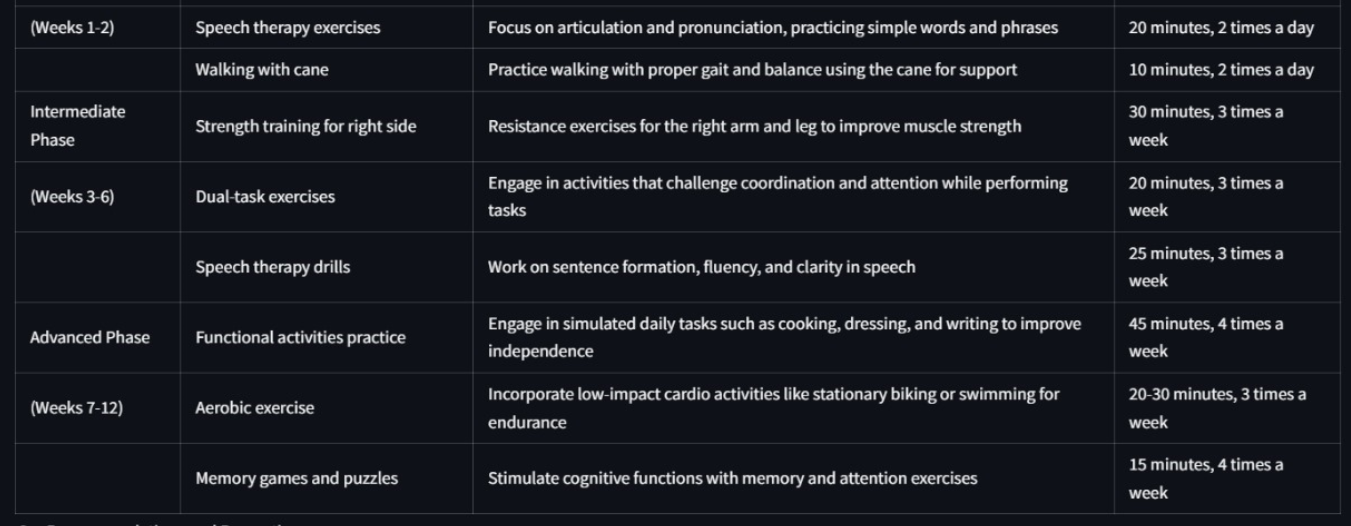 (Weeks 1-2) Speech therapy exercises Focus on articulation and pronunciation, practicing simple words and phrases 20 minutes, 2 times a day
Walking with cane Practice walking with proper gait and balance using the cane for support 10 minutes, 2 times a day
Intermediate
Phase
Strength training for right side
Resistance exercises for the right arm and leg to improve muscle strength
30 minutes, 3 times a
week
(Weeks 3-6)
Dual-task exercises
Engage in activities that challenge coordination and attention while performing
tasks
20 minutes, 3 times a
week
Speech therapy drills
Work on sentence formation, fluency, and clarity in speech
25 minutes, 3 times a
week
Advanced Phase
Functional activities practice
Engage in simulated daily tasks such as cooking, dressing, and writing to improve
independence
45 minutes, 4 times a
week
(Weeks 7-12)
Aerobic exercise
Incorporate low-impact cardio activities like stationary biking or swimming for
endurance
20-30 minutes, 3 times a
week
Memory games and puzzles
Stimulate cognitive functions with memory and attention exercises
15 minutes, 4 times a
week